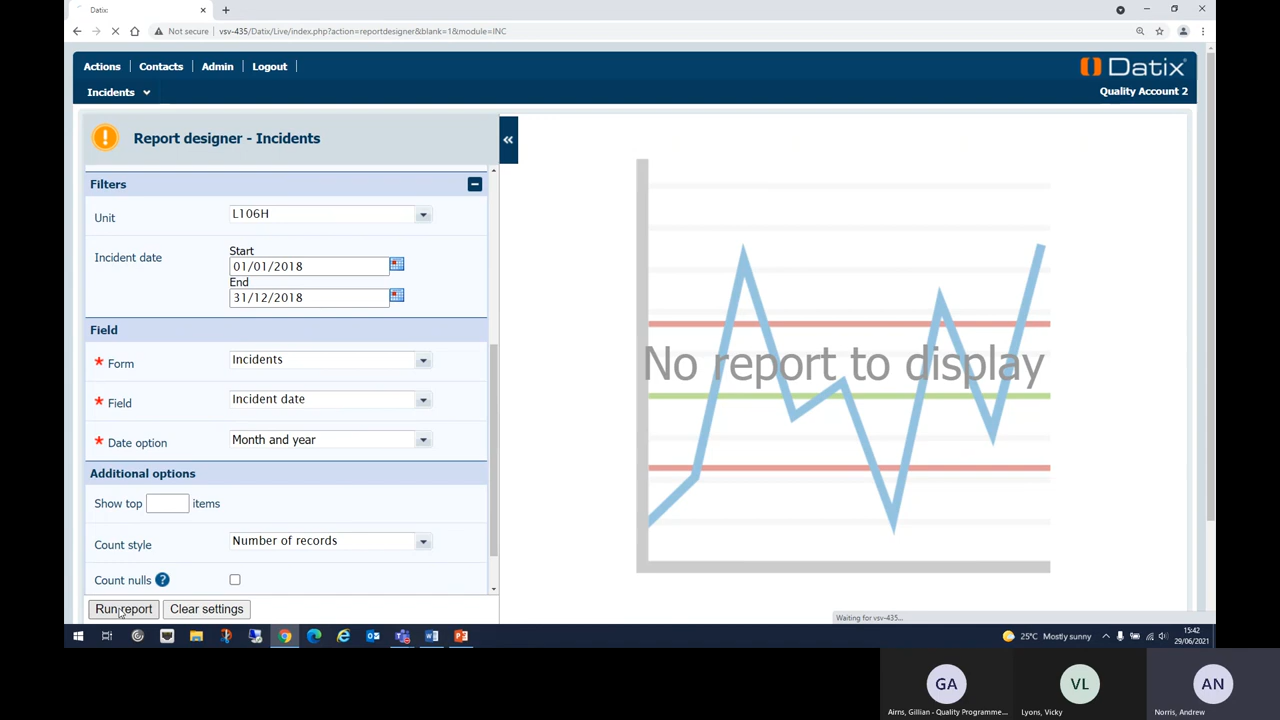 Datix:
Not secure
vsv-435/Datix/Live/index.php?action=reportdesigner&blank=1&module=INC
Actions
Contacts
Admin
Logout
Datix
Incidents
Quality Account 2
Report designer - Incidents
Filters
Unit
L106H
Incident date
Start
01/01/2018
End
31/12/2018
Field
Form
Incidents
Field
Incident date
Date option
Month and year
Additional options
Show top
items
Count style
Number of records
Count nulls
Run report
Clear settings
No report to display
Waiting for vsv-435...
25°C Mostly sunny
15:42
29/06/2021
GA
VL
AN
Airns, Gillian - Quality Programme...
Lyons, Vicky
Norris, Andrew